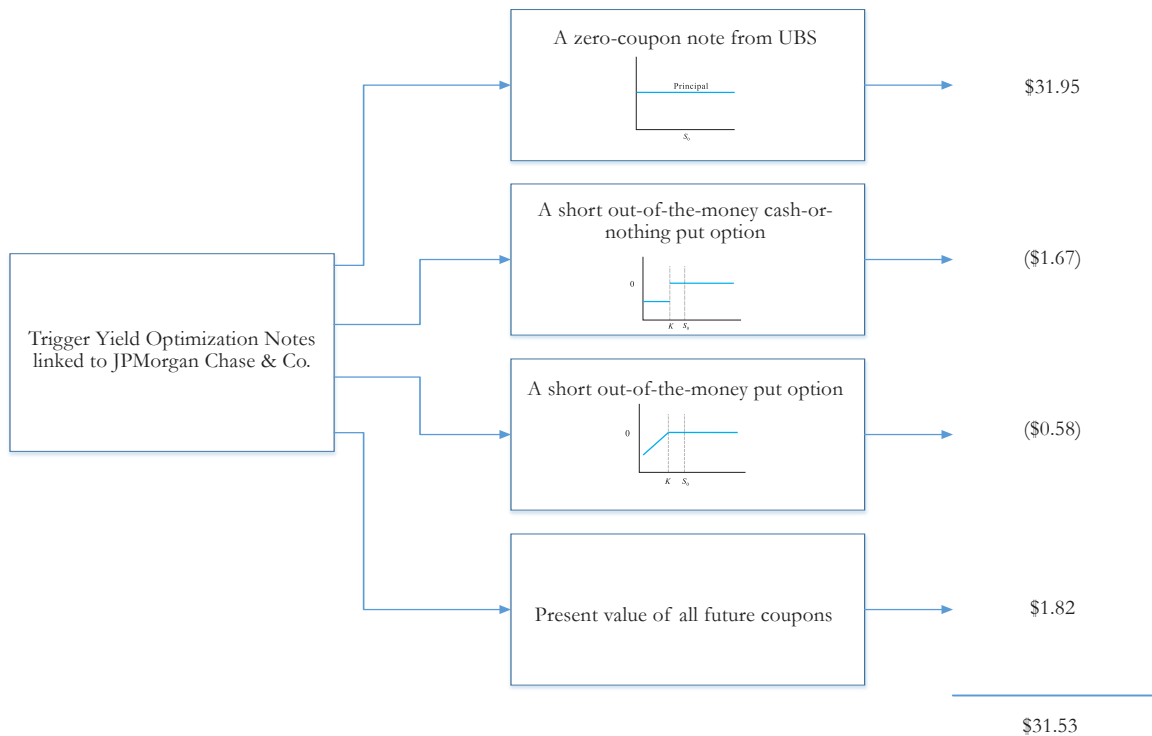 A zero-coupon note from UBS
Principal
S₀
$31.95
A short out-of-the-money cash-or-
nothing put option
0
K S₀
($1.67)
Trigger Yield Optimization Notes
linked to JPMorgan Chase & Co.
A short out-of-the-money put option
0
K S₀
($0.58)
Present value of all future coupons
$1.82
$31.53